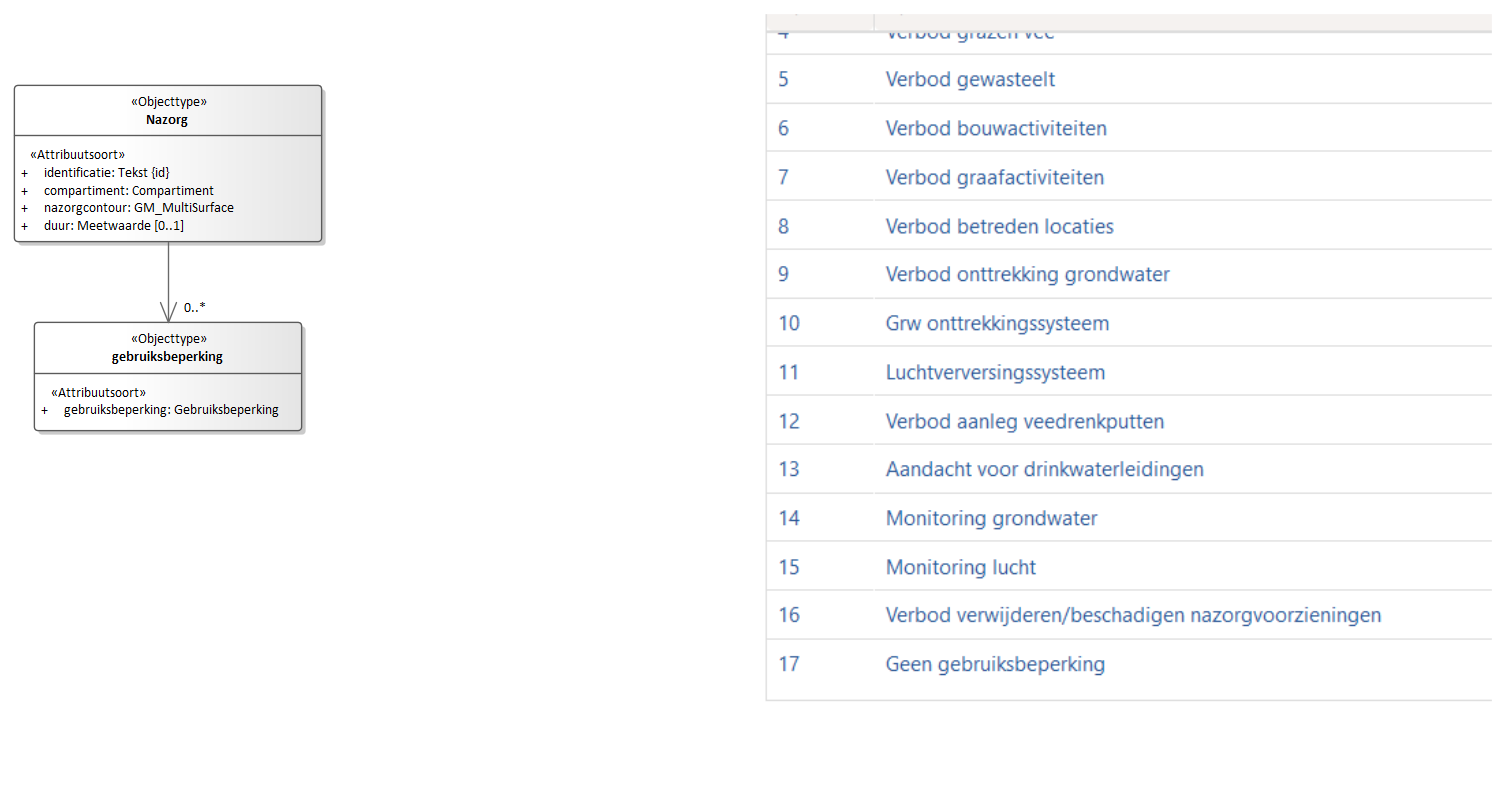 «Objecttype»
Nazorg
«Attribuutsoort»
+ identificatie: Tekst {id}
+ compartiment: Compartiment
+ nazorgcontour: GM_MultiSurface
+ duur: Meetwaarde [0..1]
0..*
«Objecttype»
gebruiksbeperking
«Attribuutsoort»
+ gebruiksbeperking: Gebruiksbeperking
4 Verbod grazen vee
5 Verbod gewasteelt
6 Verbod bouwactiviteiten
7 Verbod graafactiviteiten
8 Verbod betreden locaties
9 Verbod onttrekking grondwater
10 Grw onttrekkingssysteem
11 Luchtverversingssysteem
12 Verbod aanleg veedrenkputten
13 Aandacht voor drinkwaterleidingen
14 Monitoring grondwater
15 Monitoring lucht
16 Verbod verwijderen/beschadigen nazorgvoorzieningen
17 Geen gebruiksbeperking